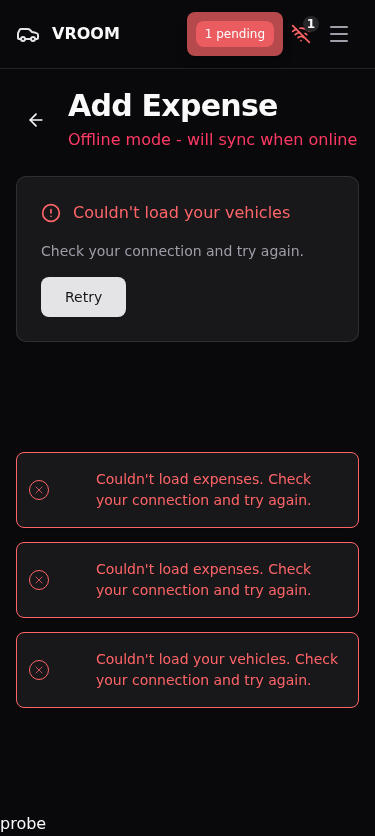 VROOM
1 pending
1
Add Expense
Offline mode - will sync when online
Couldn't load your vehicles
Check your connection and try again.
Retry
Couldn't load expenses. Check
your connection and try again.
Couldn't load expenses. Check
your connection and try again.
Couldn't load your vehicles. Check
your connection and try again.
probe